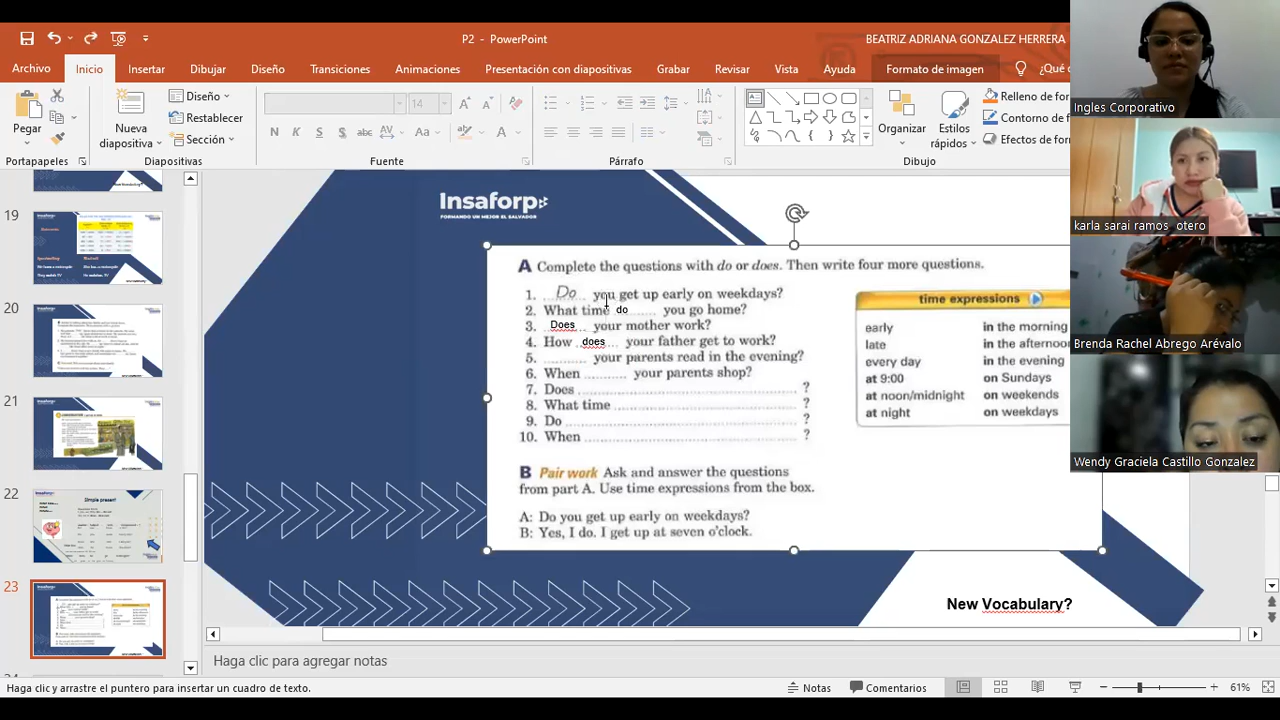 P2 - PowerPoint
BEATRIZ ADRIANA GONZALEZ HERRERA
Archivo Inicio Insertar Dibujar Diseño Transiciones Animaciones Presentación con diapositivas Grabar Revisar Vista Ayuda Formato de imagen ¿Qué
Pegar
Nueva diapositiva
Diseño
Restablecer
Sección
14
N K S S AV Aa A
Organizar
Estilos rápidos
Relleno de for
Contorno de f
Efectos de for
Portapapeles Diapositivas Fuente Párrafo Dibujo
19
20
21
22
Simple present
23
New Vocabulary?
Insaforp
FORMANDO UN MEJOR EL SALVADOR
A Complete the questions with do or does. Then write four more questions.
1. Do you get up early on weekdays?
2. What time do you go home?
3. Does your mother work?
4. How does your father get to work?
5. your parents read in the evening?
6. When your parents shop?
7. Does ?
8. What time ?
9. Do ?
10. When ?
time expressions
early in the morning
late in the afternoon
every day in the evening
at 9:00 on Sundays
at noon/midnight on weekends
at night on weekdays
B Pair work Ask and answer the questions
from part A. Use time expressions from the box.
A: Do you get up early on weekdays?
B: Yes, I do. I get up at seven o'clock.
New Vocabulary?
Haga clic para agregar notas
Haga clic y arrastre el puntero para insertar un cuadro de texto.
Notas Comentarios 61%
Ingles Corporativo
karla sarai ramos otero
Brenda Rachel Abrego Arévalo
Wendy Graciela Castillo Gonzalez